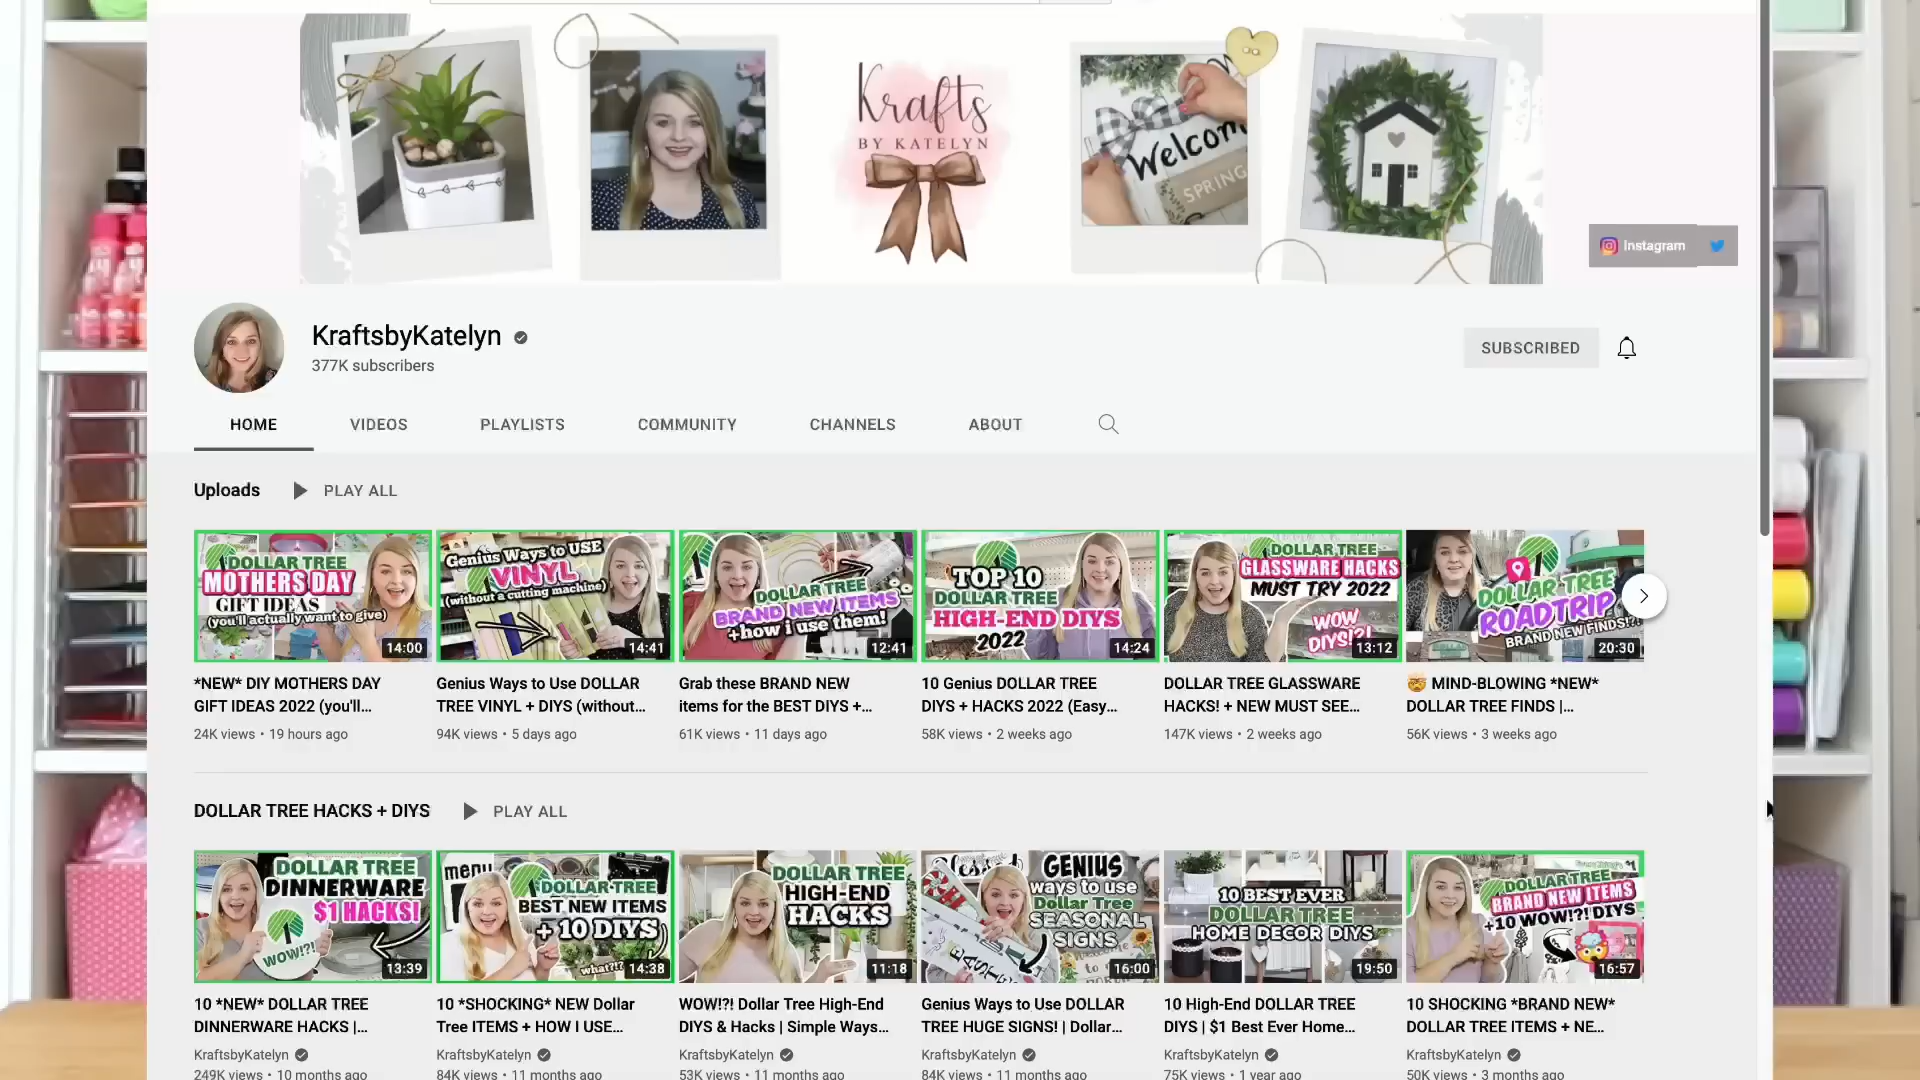 Krafts
BY KATELYN
Welcom
SPRING
Instagram
KraftsbyKatelyn
377K subscribers
SUBSCRIBED
HOME VIDEOS PLAYLISTS COMMUNITY CHANNELS ABOUT
Uploads PLAY ALL
DOLLAR TREE
MOTHERS DAY
GIFT IDEAS
(you'll actually want to give)
14:00
Genius Ways to USE
VINYL
(without a cutting machine)
14:41
DOLLAR TREE
BRAND NEW ITEMS
+how i use them!
12:41
TOP 10
DOLLAR TREE
HIGH-END DIYS
2022
14:24
DOLLAR TREE
GLASSWARE HACKS
MUST TRY 2022
WOW
DIYS!?!
13:12
DOLLAR TREE
ROADTRIP
BRAND NEW FINDS!?!
20:30
*NEW* DIY MOTHERS DAY
GIFT IDEAS 2022 (you'll...
24K views • 19 hours ago
Genius Ways to Use DOLLAR
TREE VINYL + DIYS (without...
94K views • 5 days ago
Grab these BRAND NEW
items for the BEST DIYS +...
61K views • 11 days ago
10 Genius DOLLAR TREE
DIYS + HACKS 2022 (Easy...
58K views • 2 weeks ago
DOLLAR TREE GLASSWARE
HACKS! + NEW MUST SEE...
147K views • 2 weeks ago
🤯 MIND-BLOWING *NEW*
DOLLAR TREE FINDS |...
56K views • 3 weeks ago
DOLLAR TREE HACKS + DIYS PLAY ALL
DOLLAR TREE
DINNERWARE
$1 HACKS!
WOW!?!
13:39
menu
DOLLAR TREE
BEST NEW ITEMS
+ 10 DIYS
what?!?
14:38
DOLLAR TREE
HIGH-END
HACKS
11:18
Blessed
GENIUS
ways to use
Dollar Tree
SEASONAL
SIGNS
16:00
10 BEST EVER
DOLLAR TREE
HOME DECOR DIYS
19:50
Everything's $1
DOLLAR TREE
BRAND NEW ITEMS
+10 WOW!?! DIYS
16:57
10 *NEW* DOLLAR TREE
DINNERWARE HACKS |...
KraftsbyKatelyn
249K views • 10 months ago
10 *SHOCKING* NEW Dollar
Tree ITEMS + HOW I USE...
KraftsbyKatelyn
84K views • 11 months ago
WOW!?! Dollar Tree High-End
DIYS & Hacks | Simple Ways...
KraftsbyKatelyn
53K views • 11 months ago
Genius Ways to Use DOLLAR
TREE HUGE SIGNS! | Dollar...
KraftsbyKatelyn
84K views • 11 months ago
10 High-End DOLLAR TREE
DIYS | $1 Best Ever Home...
KraftsbyKatelyn
75K views • 1 year ago
10 SHOCKING *BRAND NEW*
DOLLAR TREE ITEMS + NE...
KraftsbyKatelyn
50K views • 3 months ago